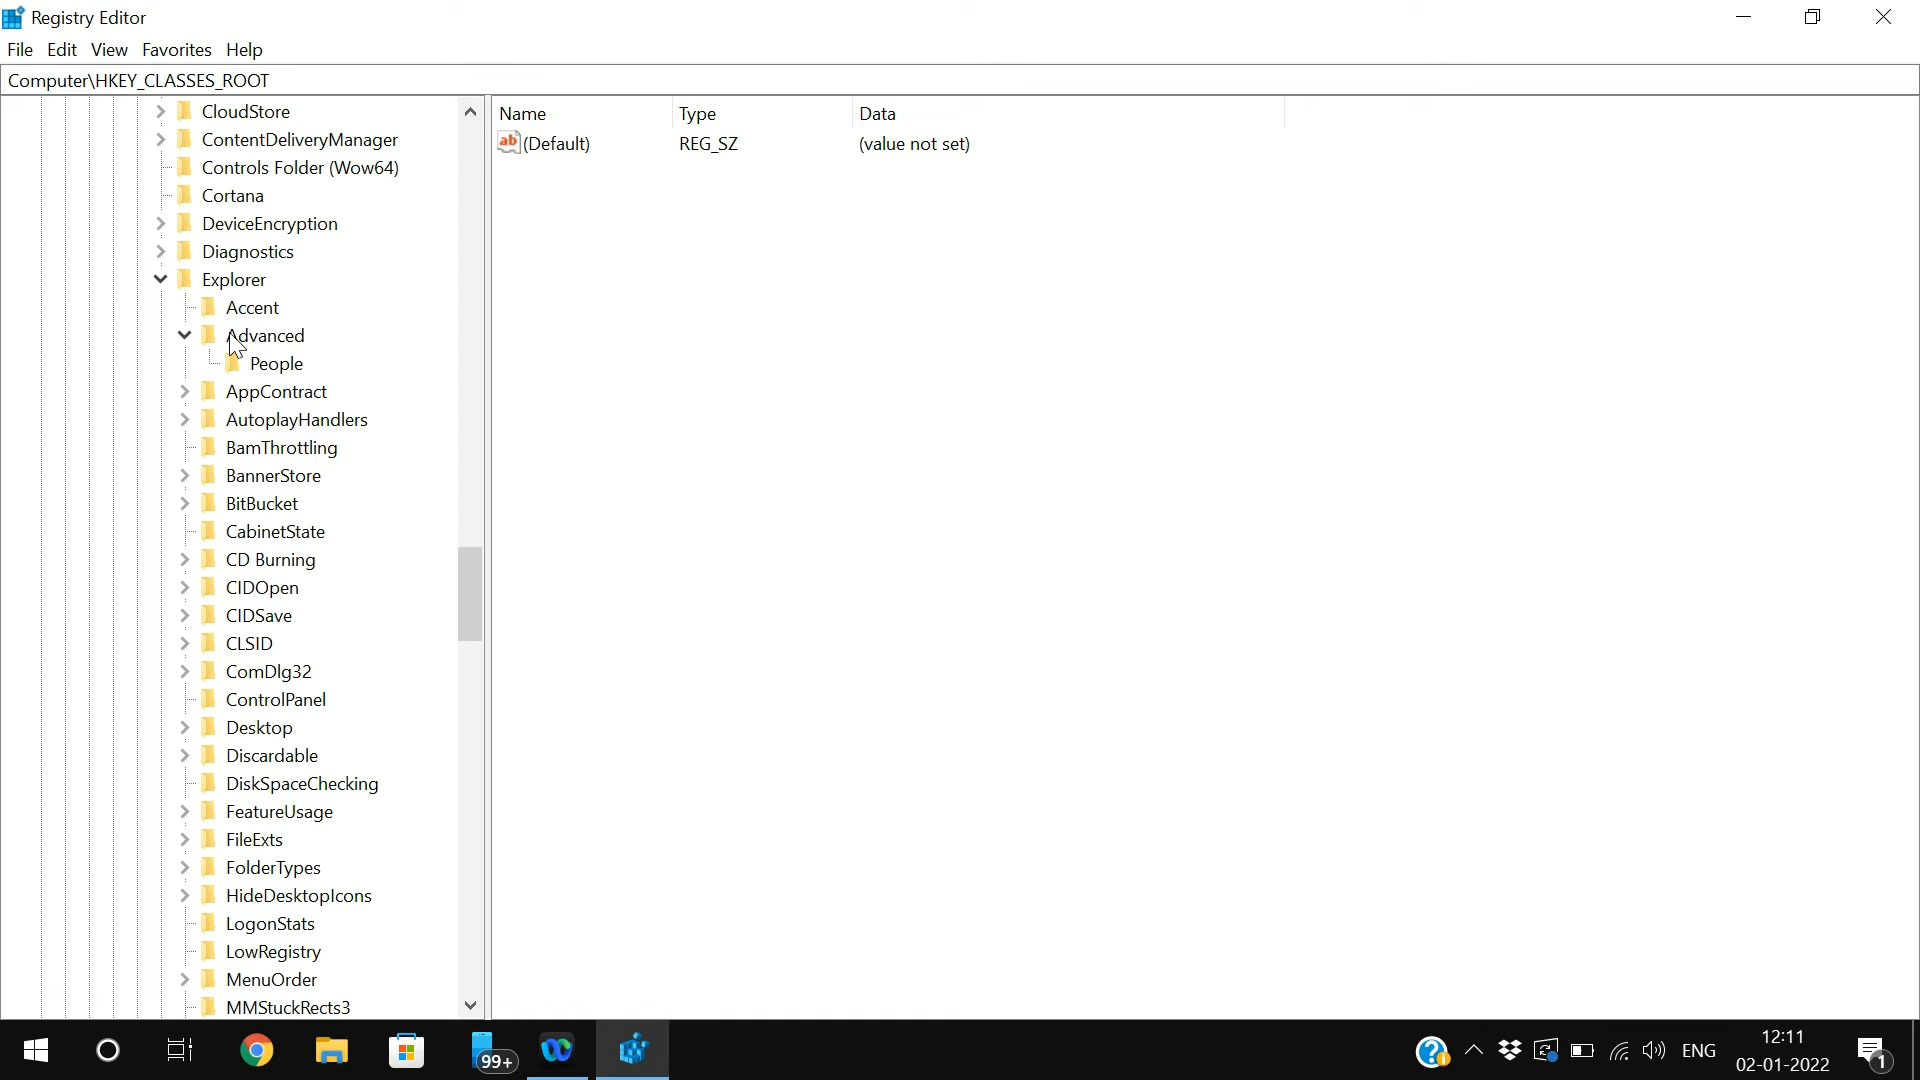 Registry Editor
File Edit View Favorites Help
Computer\HKEY_CLASSES_ROOT
CloudStore
ContentDeliveryManager
Controls Folder (Wow64)
Cortana
DeviceEncryption
Diagnostics
Explorer
Accent
Advanced
People
AppContract
AutoplayHandlers
BamThrottling
BannerStore
BitBucket
CabinetState
CD Burning
CIDOpen
CIDSave
CLSID
ComDlg32
ControlPanel
Desktop
Discardable
DiskSpaceChecking
FeatureUsage
FileExts
FolderTypes
HideDesktopIcons
LogonStats
LowRegistry
MenuOrder
MMStuckRects3
Name Type Data
ab (Default) REG_SZ (value not set)
99+
ENG
12:11
02-01-2022
1